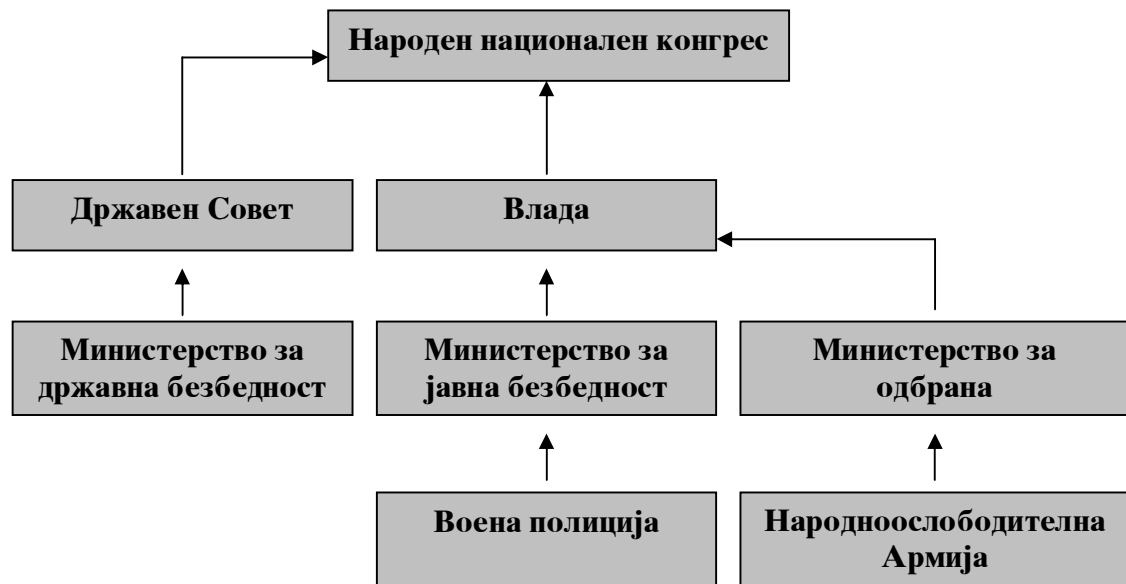 Народен национален конгрес
Државен Совет
Влада
Министерство за
државна безбедност
Министерство за
јавна безбедност
Министерство за
одбрана
Воена полиција
Народноослободителна
Армија